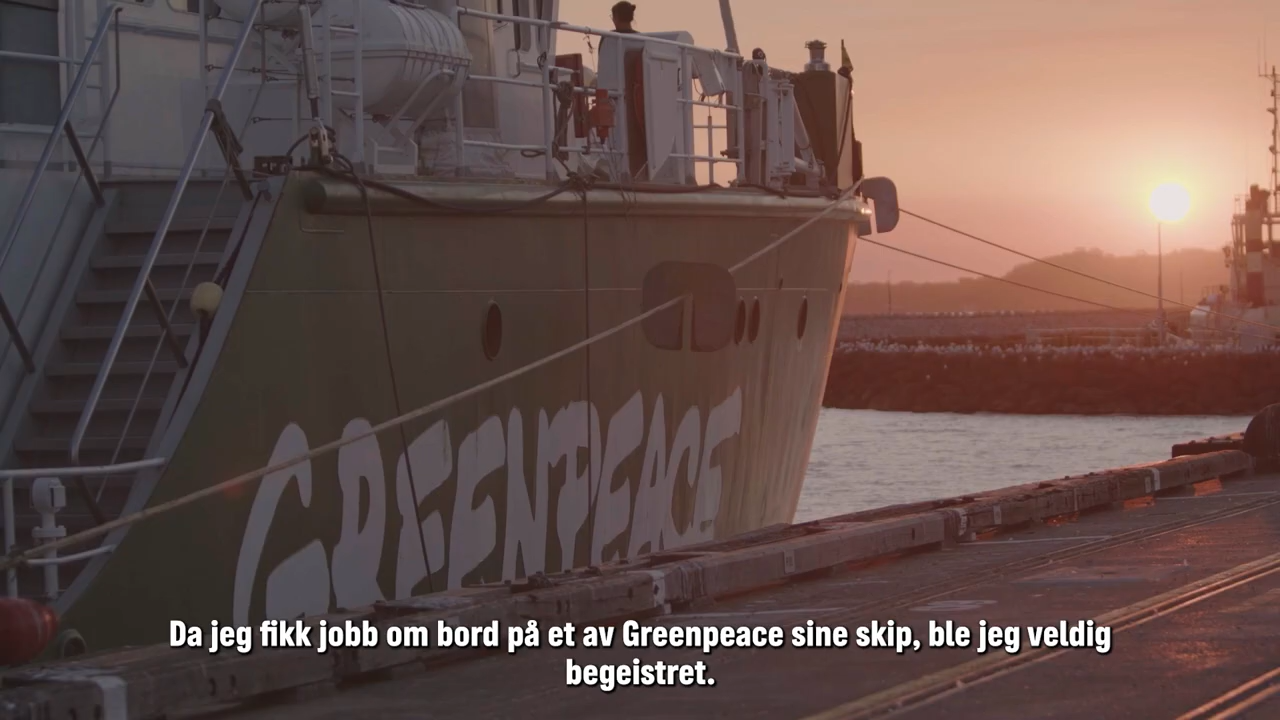 GREENPEACE
Da jeg fikk jobb om bord på et av Greenpeace sine skip, ble jeg veldig
begeistret.